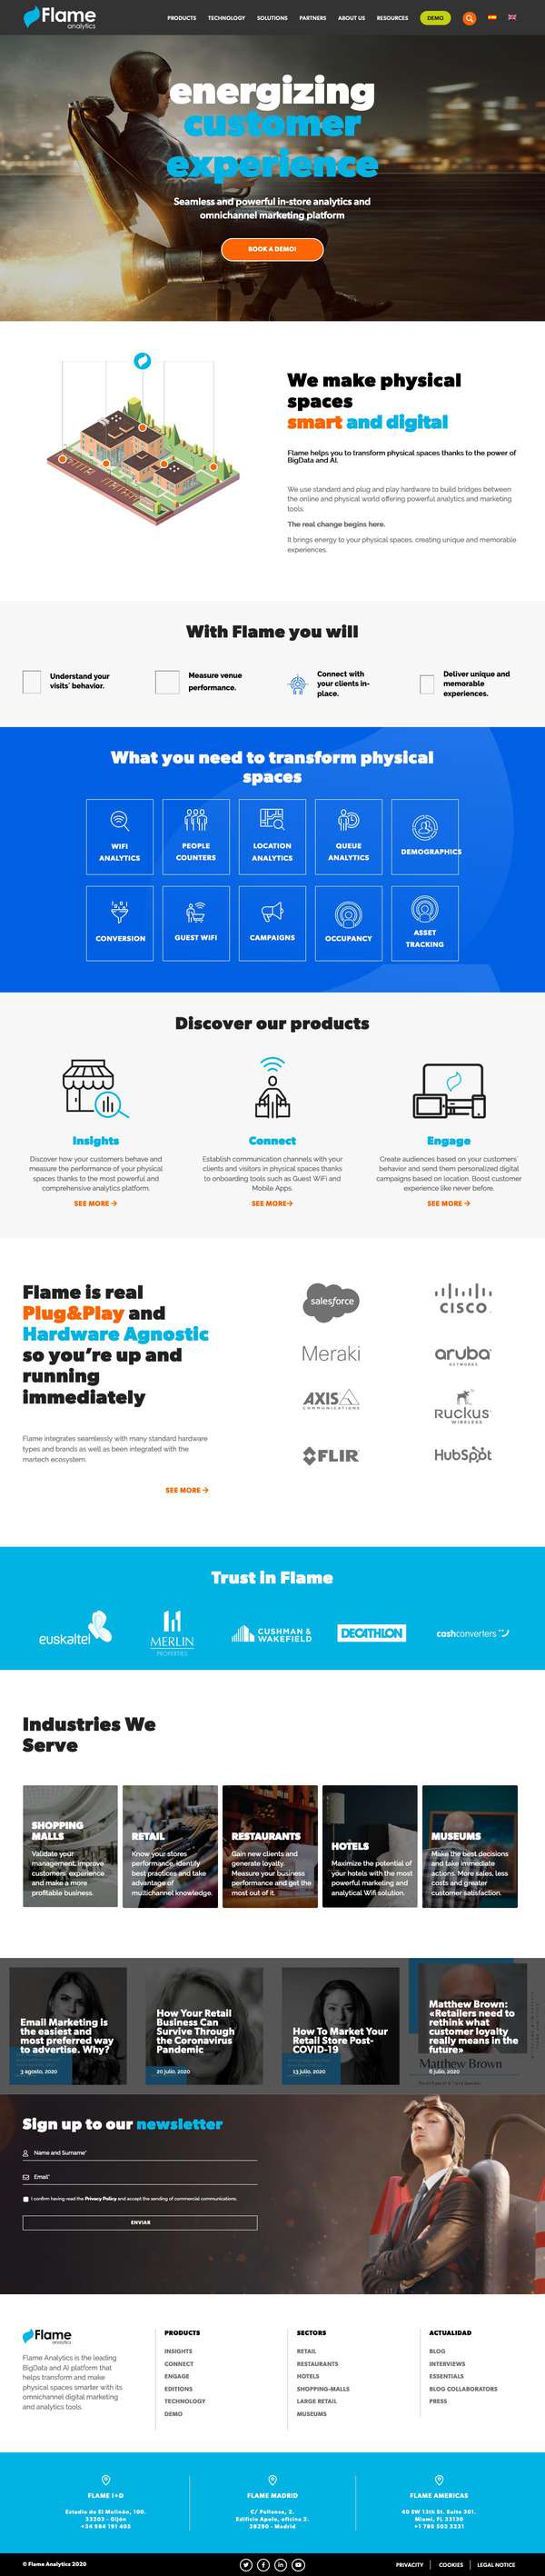 Flame
analytics
PRODUCTS TECHNOLOGY SOLUTIONS PARTNERS ABOUT US RESOURCES DEMO
energizing
customer
experience
Seamless and powerful in-store analytics and
omnichannel marketing platform
BOOK A DEMO!
We make physical
spaces
smart and digital
Flame helps you to transform physical spaces thanks to the power of
BigData and AI.
We use standard and plug and play hardware to build bridges between
the online and physical world offering powerful analytics and marketing
tools.
The real change begins here.
It brings energy to your physical spaces, creating unique and memorable
experiences.
With Flame you will
Understand your
visits´ behavior.
Measure venue
performance.
Connect with
your clients in-
place.
Deliver unique and
memorable
experiences.
What you need to transform physical
spaces
WIFI
ANALYTICS
PEOPLE
COUNTERS
LOCATION
ANALYTICS
QUEUE
ANALYTICS
DEMOGRAPHICS
CONVERSION
GUEST WIFI
CAMPAIGNS
OCCUPANCY
ASSET
TRACKING
Discover our products
Insights
Discover how your customers behave and
measure the performance of your physical
spaces thanks to the most powerful and
comprehensive analytics platform.
SEE MORE →
Connect
Establish communication channels with your
clients and visitors in physical spaces thanks
to onboarding tools such as Guest WiFi and
Mobile Apps.
SEE MORE→
Engage
Create audiences based on your customers'
behavior and send them personalized digital
campaigns based on location. Boost customer
experience like never before.
SEE MORE →
Flame is real
Plug&Play and
Hardware Agnostic
so you're up and
running
immediately
Flame integrates seamlessly with many standard hardware
types and brands as well as been integrated with the
martech ecosystem.
SEE MORE →
salesforce
CISCO
Meraki
aruba
NETWORKS
AXIS
COMMUNICATIONS
RUCKUS
WIRELESS
FLIR
HubSpot
Trust in Flame
euskaltel
MERLIN
PROPERTIES
CUSHMAN &
WAKEFIELD
DECATHLON
cashconverters
Industries We
Serve
SHOPPING
MALLS
Validate your
management, improve
customers' experience
and make a more
profitable business.
RETAIL
Know your stores
performance, identify
best practices and take
advantage of
multichannel knowledge.
RESTAURANTS
Gain new clients and
generate loyalty.
Measure your business
performance and get the
most out of it.
HOTELS
Maximize the potential of
your hotels with the most
powerful marketing and
analytical Wifi solution.
MUSEUMS
Make the best decisions
and take immediate
actions. More sales, less
costs and greater
customer satisfaction.
Email Marketing is
the easiest and
most preferred way
to advertise. Why?
3 agosto, 2020
How Your Retail
Business Can
Survive Through
the Coronavirus
Pandemic
20 julio, 2020
How To Market Your
Retail Store Post-
COVID-19
13 julio, 2020
Matthew Brown:
«Retailers need to
rethink what
customer loyalty
really means in the
future»
Matthew Brown
6 julio, 2020
Sign up to our newsletter
Name and Surname*
Email*
I confirm having read the Privacy Policy and accept the sending of commercial communications.
ENVIAR
Flame
analytics
Flame Analytics is the leading
BigData and AI platform that
helps transform and make
physical spaces smarter with its
omnichannel digital marketing
and analytics tools.
PRODUCTS
INSIGHTS
CONNECT
ENGAGE
EDITIONS
TECHNOLOGY
DEMO
SECTORS
RETAIL
RESTAURANTS
HOTELS
SHOPPING-MALLS
LARGE RETAIL
MUSEUMS
ACTUALIDAD
BLOG
INTERVIEWS
ESSENTIALS
BLOG COLLABORATORS
PRESS
FLAME I+D
Estadio de El Molinón, 100.
33203 - Gijón
+34 984 191 405
FLAME MADRID
C/ Pollensa, 2.
Edificio Apolo, oficina 2.
28290 - Madrid
FLAME AMERICAS
40 SW 13th St. Suite 301.
Miami, FL 33130
+1 786 502 3231
© Flame Analytics 2020
PRIVACITY COOKIES LEGAL NOTICE